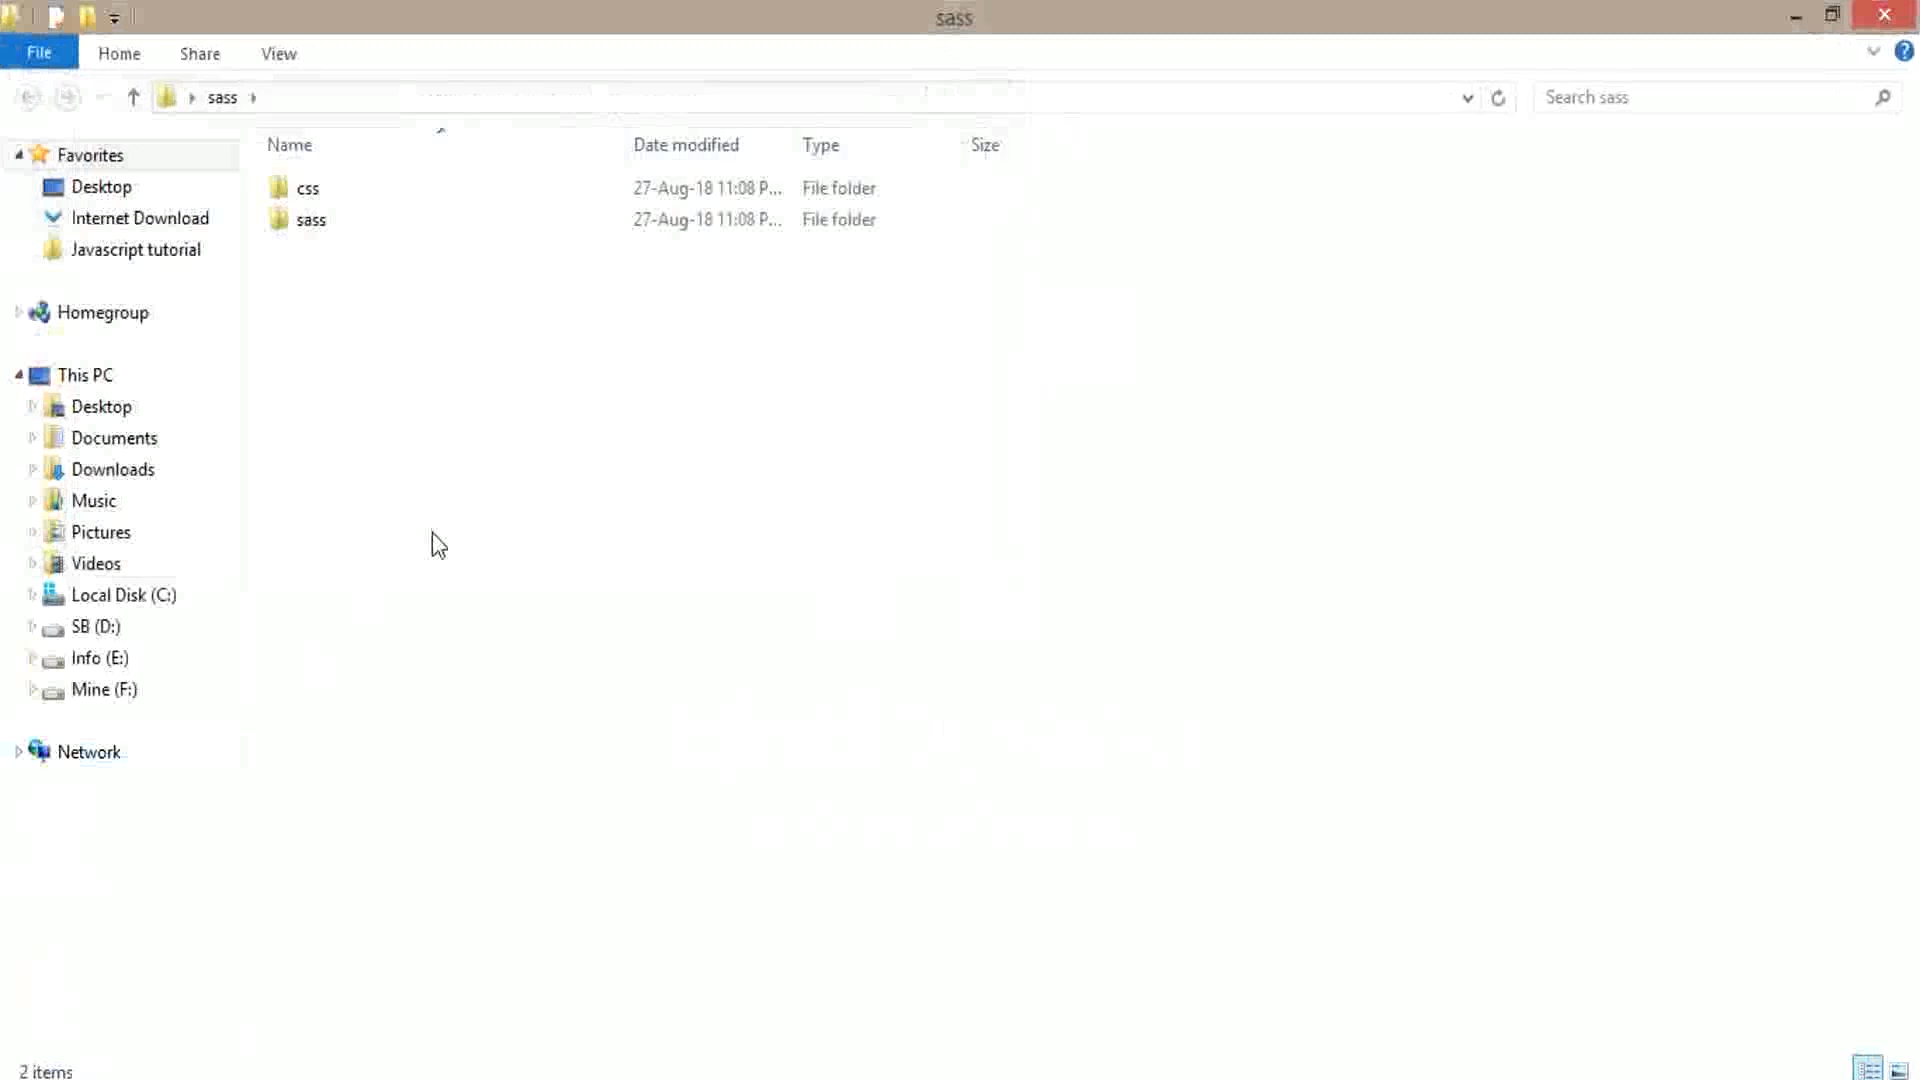 sass
File Home Share View
sass
Search sass
Name Date modified Type Size
css 27-Aug-18 11:08 P... File folder
sass 27-Aug-18 11:08 P... File folder
Favorites
Desktop
Internet Download
Javascript tutorial
Homegroup
This PC
Desktop
Documents
Downloads
Music
Pictures
Videos
Local Disk (C:)
SB (D:)
Info (E:)
Mine (F:)
Network
2 items